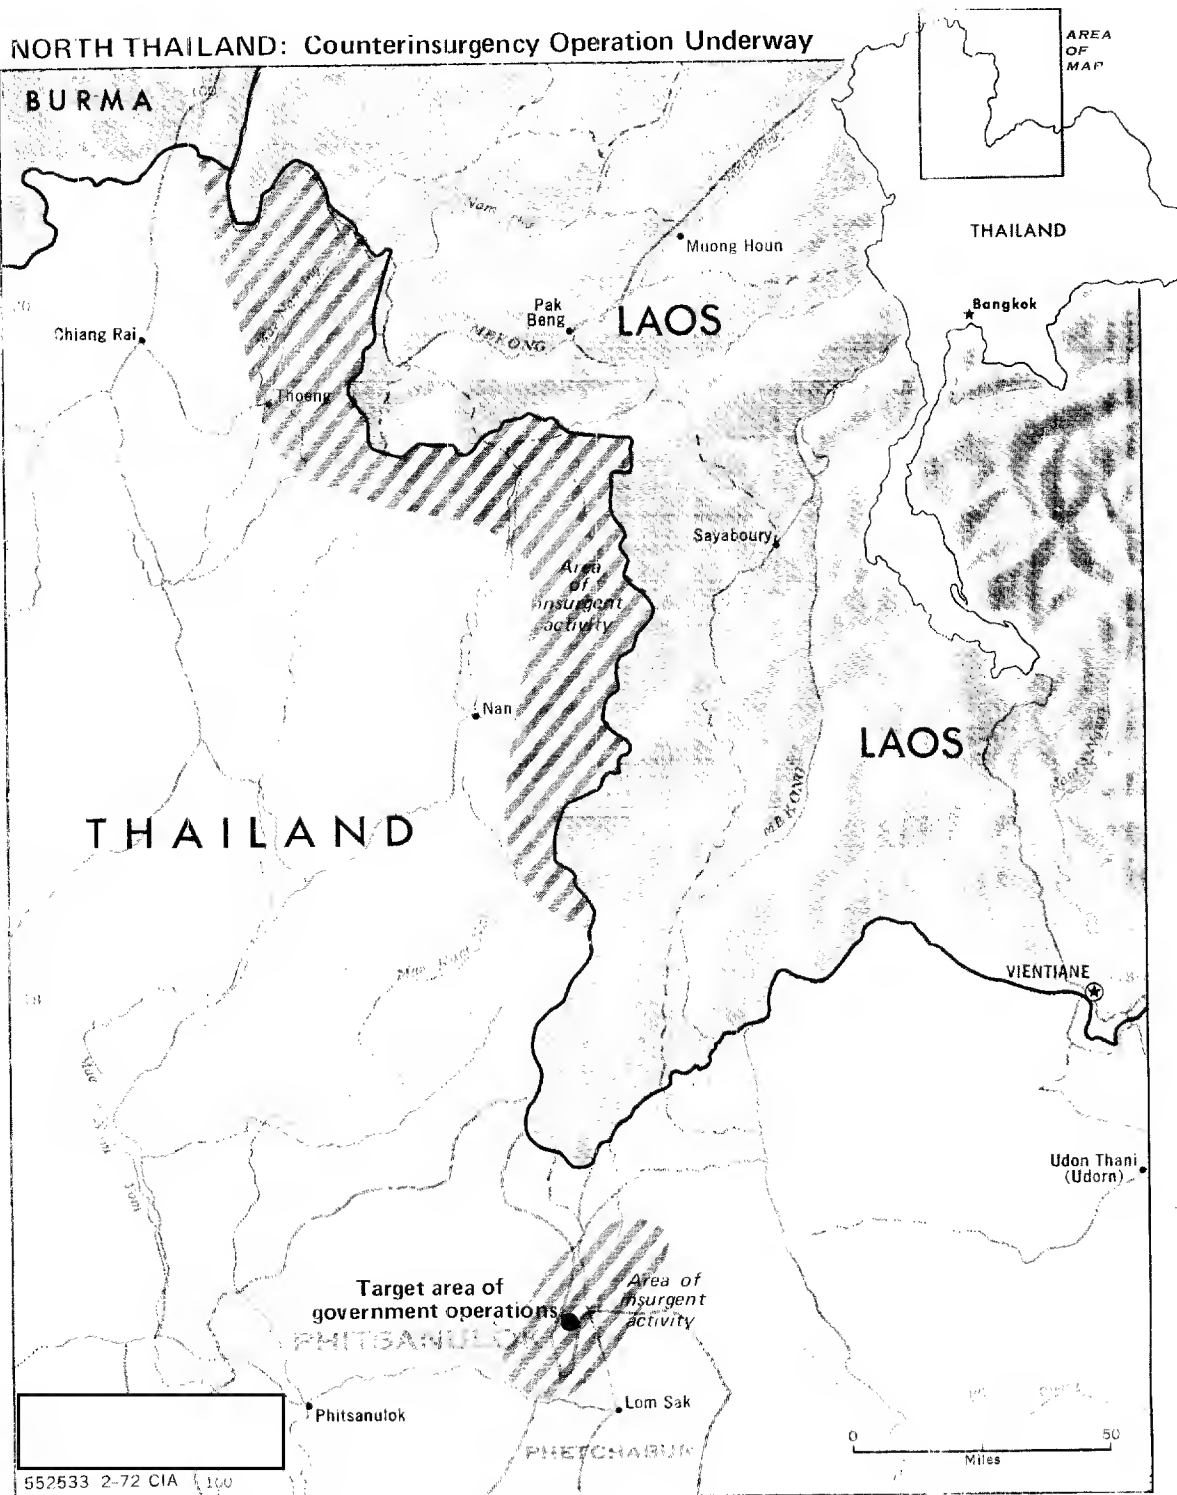 NORTH THAILAND: Counterinsurgency Operation Underway
AREA
OF
MAP
BURMA
THAILAND
Bangkok
Muong Houn
Pak
Beng
LAOS
MEKONG
Chiang Rai
Thoeng
Sayaboury
Area
of
insurgent
activity
Nan
LAOS
MEKONG
THAILAND
VIENTIANE
18
Udon Thani
(Udorn)
Target area of
government operations
Area of
insurgent
activity
PHITSANULOK
Phitsanulok
Lom Sak
PHETCHABUN
0 50
Miles
552533 2-72 CIA
100